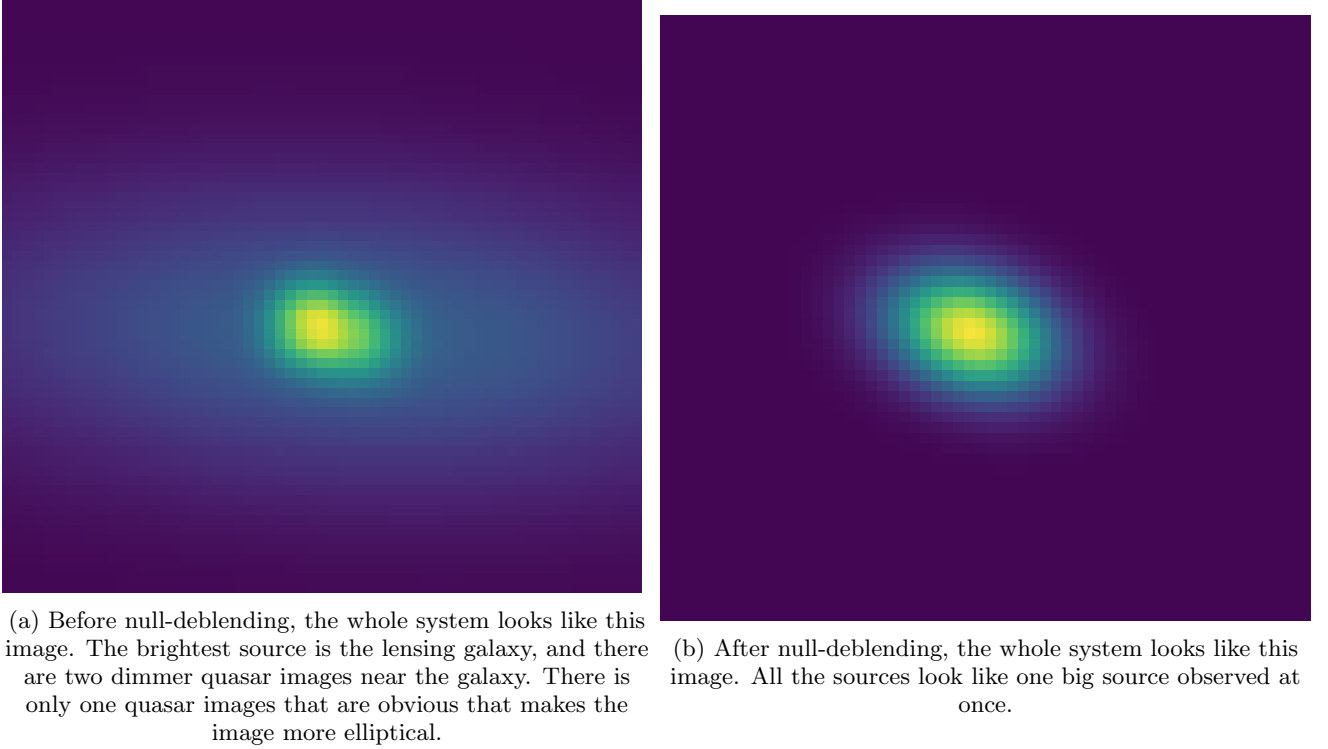 (a) Before null-deblending, the whole system looks like this
image. The brightest source is the lensing galaxy, and there
are two dimmer quasar images near the galaxy. There is
only one quasar images that are obvious that makes the
image more elliptical.
(b) After null-deblending, the whole system looks like this
image. All the sources look like one big source observed at
once.